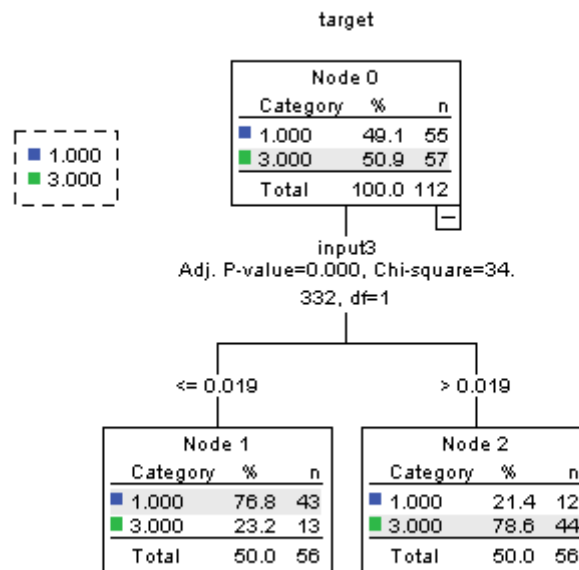 target
Node 0
Category % n
1.000 49.1 55
3.000 50.9 57
Total 100.0 112
1.000
3.000
input3
Adj. P-value=0.000, Chi-square=34.
332, df=1
<= 0.019
> 0.019
Node 1
Category % n
1.000 76.8 43
3.000 23.2 13
Total 50.0 56
Node 2
Category % n
1.000 21.4 12
3.000 78.6 44
Total 50.0 56